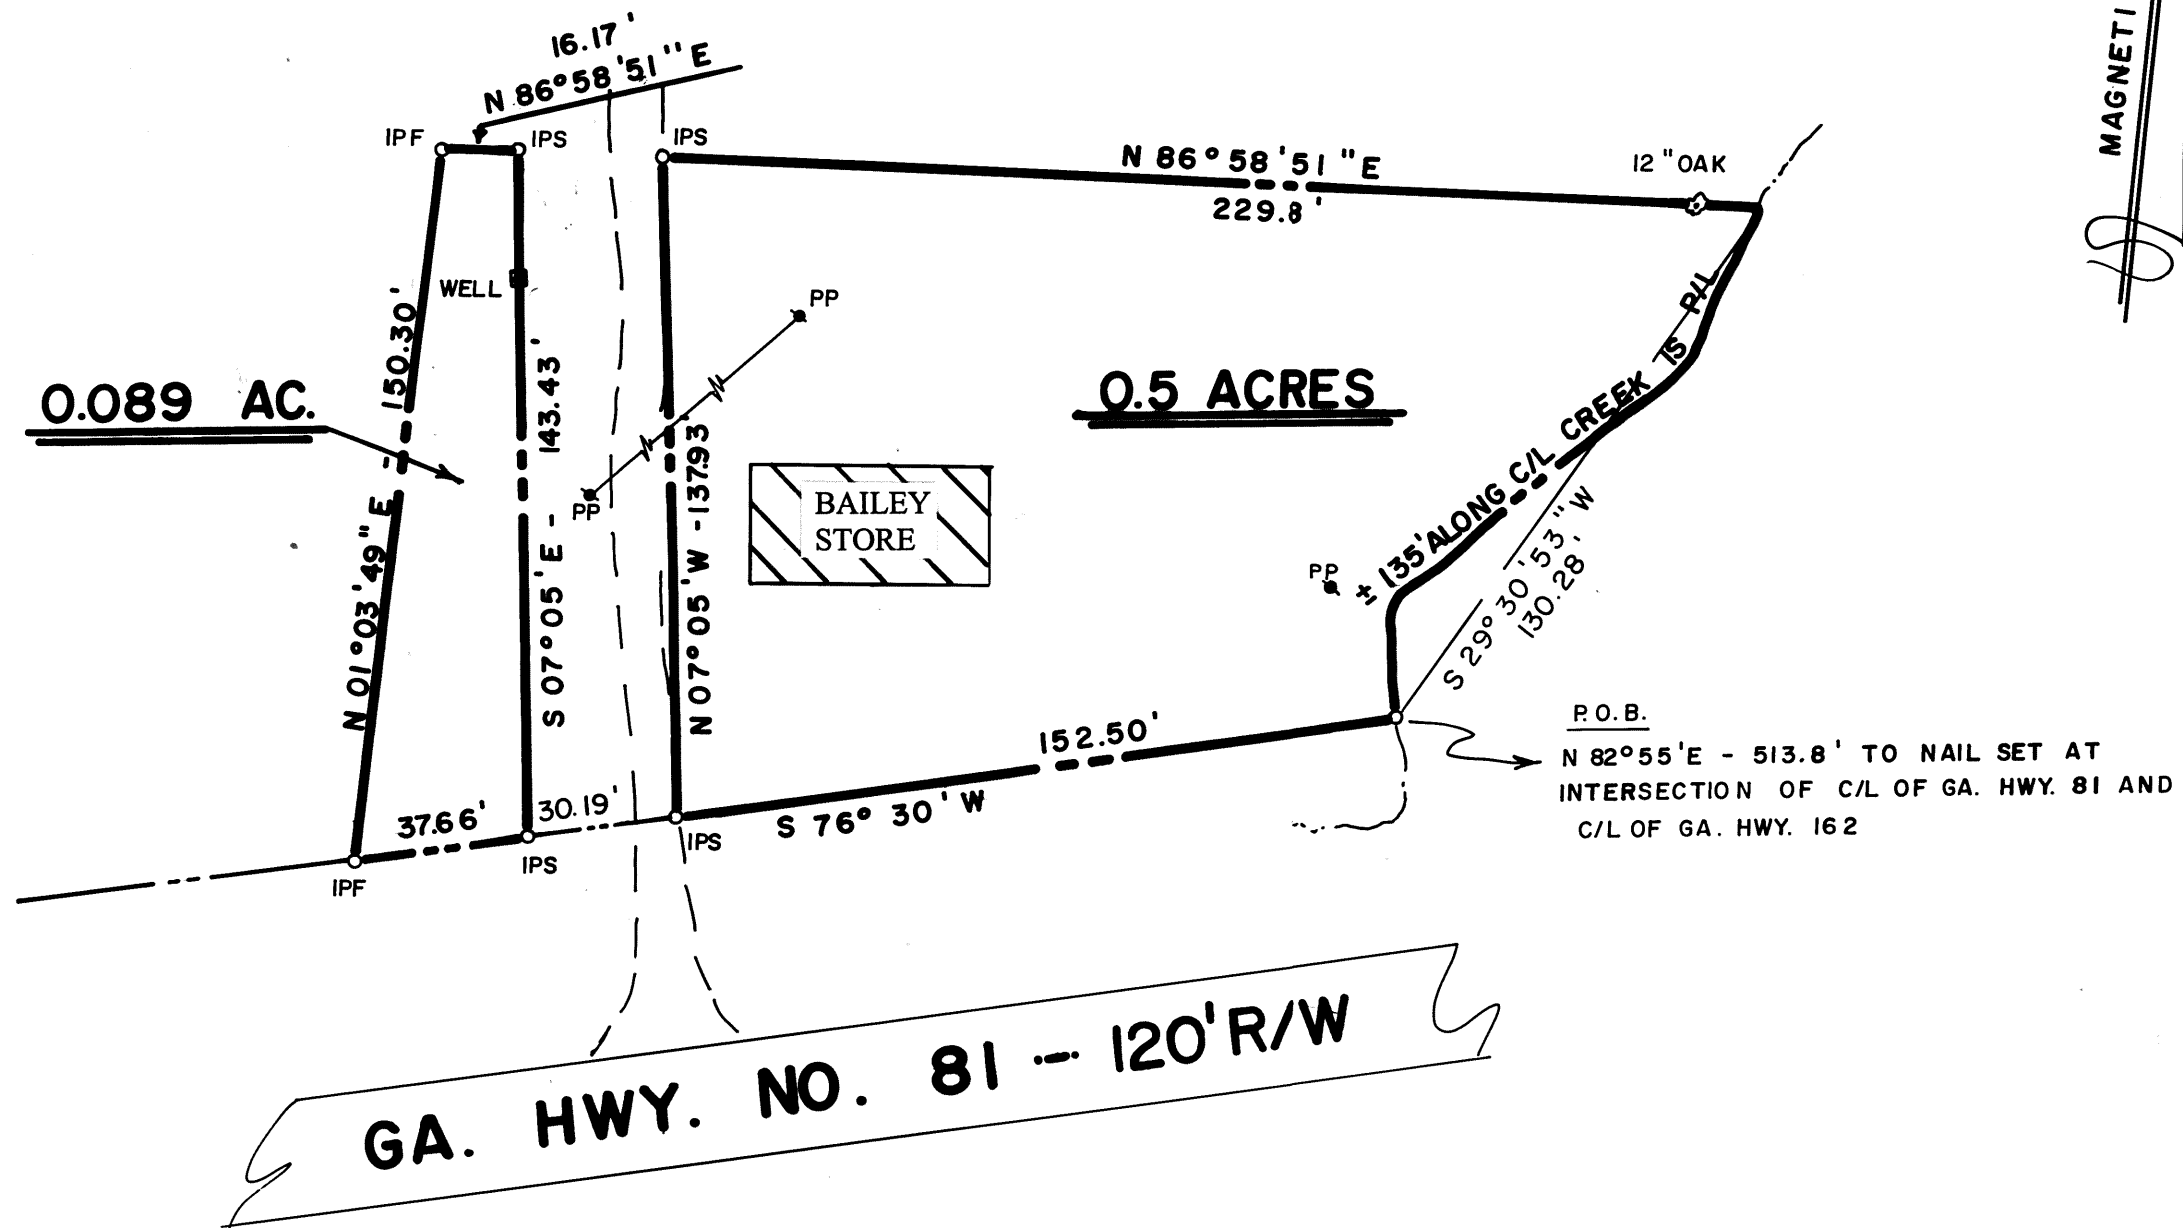 16.17'
N 86°58'51"E
MAGNETI
IPF
IPS
IPS
N 86°58'51"E
229.8'
12"OAK
WELL
PP
PP
PP
0.089 AC.
N 01°03'49"E - 150.30'
S 07°05'E - 143.43'
N 07°05'W -137.93
0.5 ACRES
BAILEY
STORE
± 135' ALONG C/L CREEK IS P/L
S 29°30'53"W
130.28'
P.O.B.
N 82°55'E - 513.8' TO NAIL SET AT
INTERSECTION OF C/L OF GA. HWY. 81 AND
C/L OF GA. HWY. 162
152.50'
S 76° 30'W
37.66'
30.19'
IPS
IPS
IPF
GA. HWY. NO. 81 -- 120' R/W